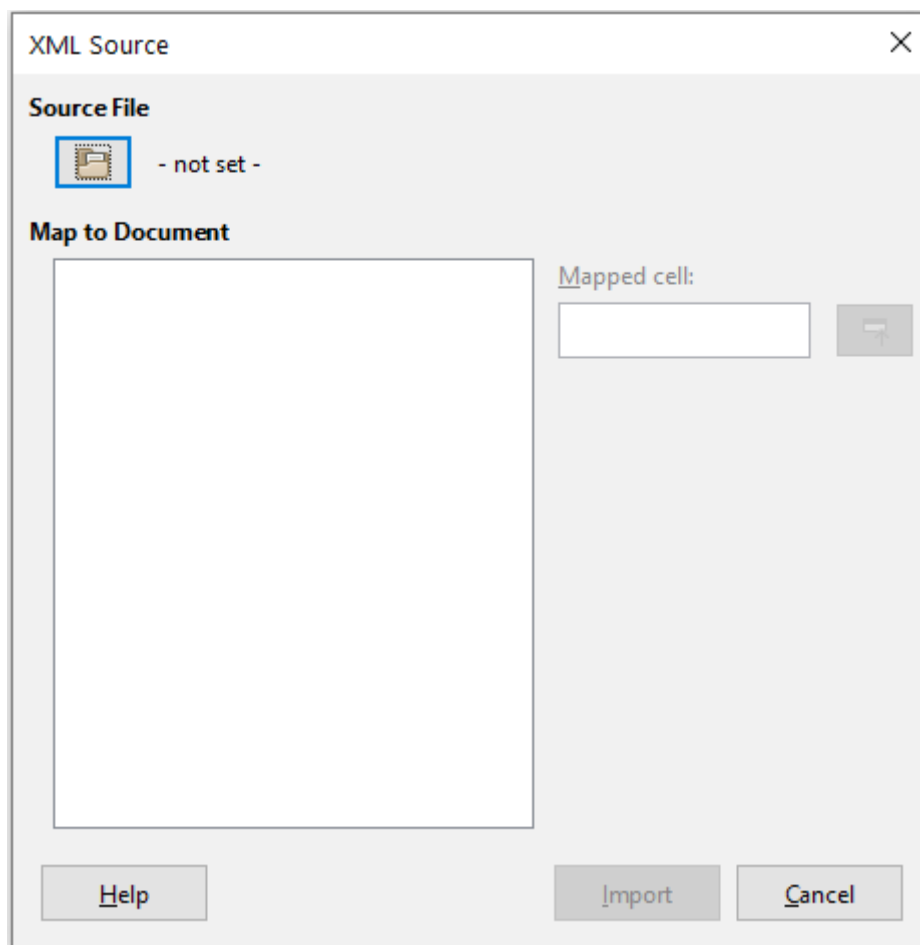 XML Source
Source File
- not set -
Map to Document
Mapped cell:
Help
Import
Cancel